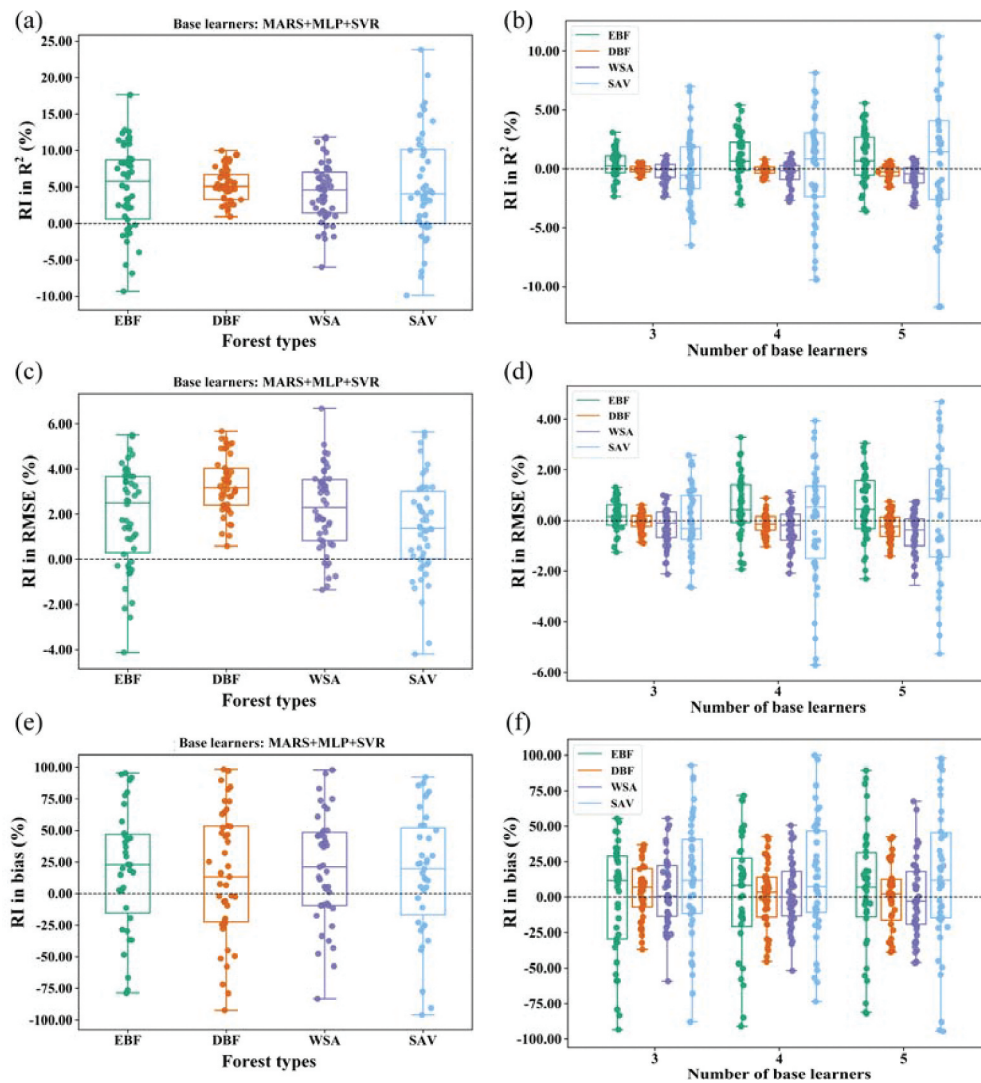 (a)
Base learners: MARS+MLP+SVR
RI in R² (%)
25.00
20.00
15.00
10.00
5.00
0.00
-5.00
-10.00
EBF DBF WSA SAV
Forest types
(b)
EBF
DBF
WSA
SAV
RI in R² (%)
10.00
5.00
0.00
-5.00
-10.00
3 4 5
Number of base learners
(c)
Base learners: MARS+MLP+SVR
RI in RMSE (%)
6.00
4.00
2.00
0.00
-2.00
-4.00
EBF DBF WSA SAV
Forest types
(d)
EBF
DBF
WSA
SAV
RI in RMSE (%)
4.00
2.00
0.00
-2.00
-4.00
-6.00
3 4 5
Number of base learners
(e)
Base learners: MARS+MLP+SVR
RI in bias (%)
100.00
75.00
50.00
25.00
0.00
-25.00
-50.00
-75.00
-100.00
EBF DBF WSA SAV
Forest types
(f)
EBF
DBF
WSA
SAV
RI in bias (%)
100.00
75.00
50.00
25.00
0.00
-25.00
-50.00
-75.00
-100.00
3 4 5
Number of base learners